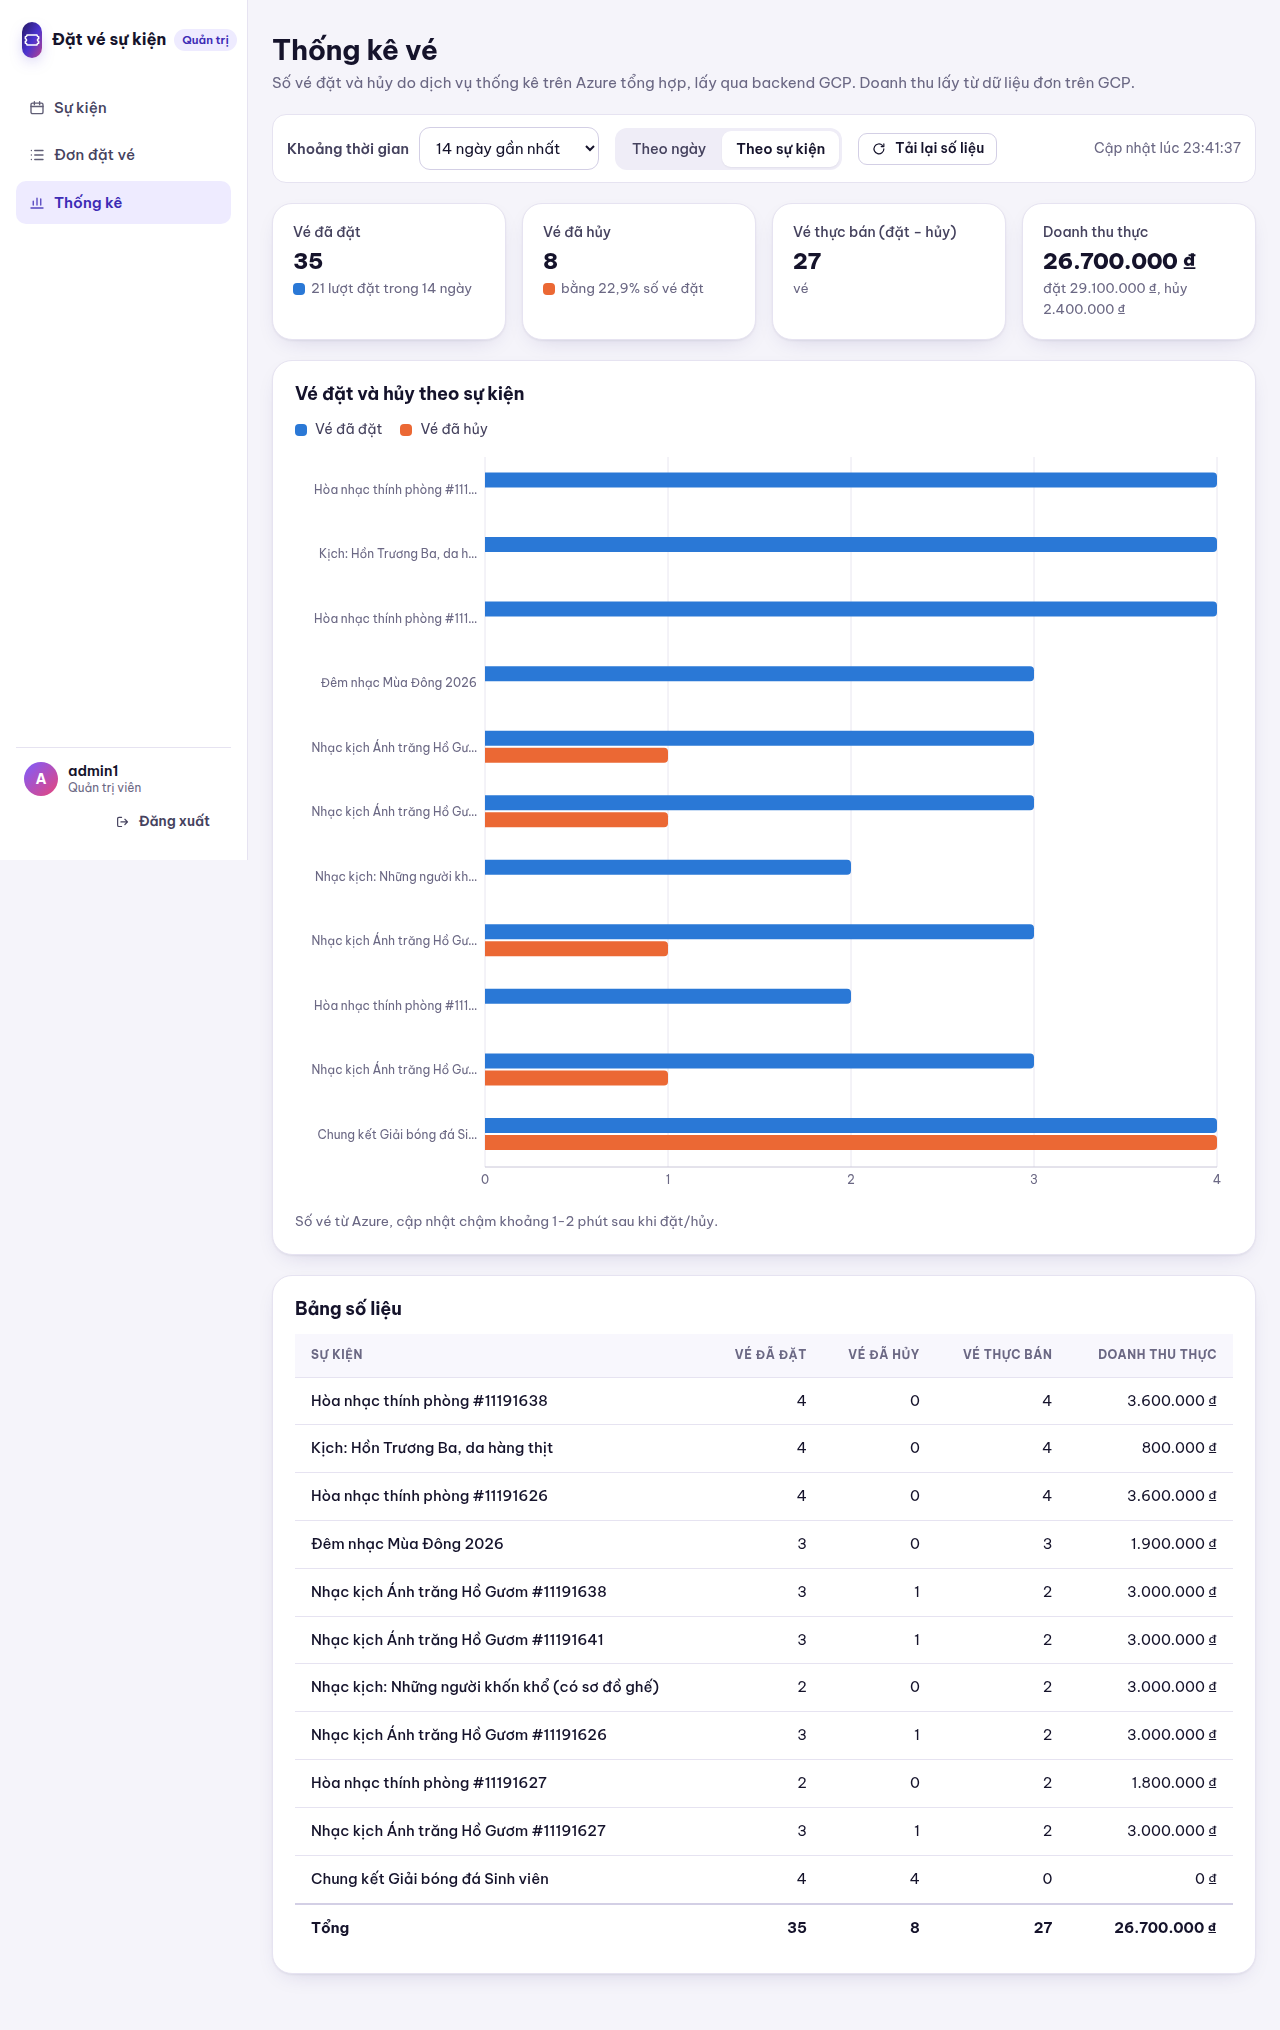 Đặt vé sự kiện Quản trị
Sự kiện
Đơn đặt vé
Thống kê
A
admin1
Quản trị viên
Đăng xuất
Thống kê vé
Số vé đặt và hủy do dịch vụ thống kê trên Azure tổng hợp, lấy qua backend GCP. Doanh thu lấy từ dữ liệu đơn trên GCP.
Khoảng thời gian 14 ngày gần nhất Theo ngày Theo sự kiện Tải lại số liệu Cập nhật lúc 23:41:37
Vé đã đặt
35
21 lượt đặt trong 14 ngày
Vé đã hủy
8
bằng 22,9% số vé đặt
Vé thực bán (đặt − hủy)
27
vé
Doanh thu thực
26.700.000 ₫
đặt 29.100.000 ₫, hủy
2.400.000 ₫
Vé đặt và hủy theo sự kiện
Vé đã đặt Vé đã hủy
Hòa nhạc thính phòng #111…
Kịch: Hồn Trương Ba, da h…
Hòa nhạc thính phòng #111…
Đêm nhạc Mùa Đông 2026
Nhạc kịch Ánh trăng Hồ Gư…
Nhạc kịch Ánh trăng Hồ Gư…
Nhạc kịch: Những người kh…
Nhạc kịch Ánh trăng Hồ Gư…
Hòa nhạc thính phòng #111…
Nhạc kịch Ánh trăng Hồ Gư…
Chung kết Giải bóng đá Si…
0 1 2 3 4
Số vé từ Azure, cập nhật chậm khoảng 1-2 phút sau khi đặt/hủy.
Bảng số liệu
SỰ KIỆN VÉ ĐÃ ĐẶT VÉ ĐÃ HỦY VÉ THỰC BÁN DOANH THU THỰC
Hòa nhạc thính phòng #11191638 4 0 4 3.600.000 ₫
Kịch: Hồn Trương Ba, da hàng thịt 4 0 4 800.000 ₫
Hòa nhạc thính phòng #11191626 4 0 4 3.600.000 ₫
Đêm nhạc Mùa Đông 2026 3 0 3 1.900.000 ₫
Nhạc kịch Ánh trăng Hồ Gươm #11191638 3 1 2 3.000.000 ₫
Nhạc kịch Ánh trăng Hồ Gươm #11191641 3 1 2 3.000.000 ₫
Nhạc kịch: Những người khốn khổ (có sơ đồ ghế) 2 0 2 3.000.000 ₫
Nhạc kịch Ánh trăng Hồ Gươm #11191626 3 1 2 3.000.000 ₫
Hòa nhạc thính phòng #11191627 2 0 2 1.800.000 ₫
Nhạc kịch Ánh trăng Hồ Gươm #11191627 3 1 2 3.000.000 ₫
Chung kết Giải bóng đá Sinh viên 4 4 0 0 ₫
Tổng 35 8 27 26.700.000 ₫